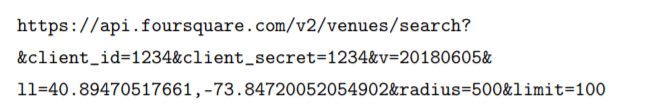 https://api.foursquare.com/v2/venues/search?
&client_id=1234&client_secret=1234&v=20180605&
ll=40.89470517661,-73.84720052054902&radius=500&limit=100